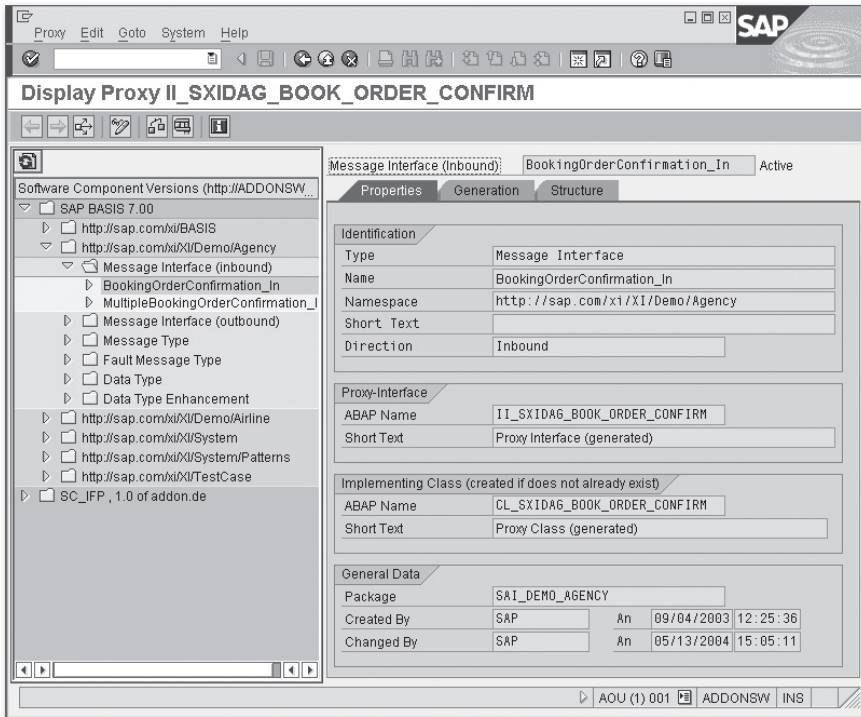 Proxy Edit Goto System Help
SAP
Display Proxy II_SXIDAG_BOOK_ORDER_CONFIRM
Software Component Versions (http://ADDONSW...
SAP BASIS 7.00
http://sap.com/xi/BASIS
http://sap.com/xi/XI/Demo/Agency
Message Interface (inbound)
BookingOrderConfirmation_In
MultipleBookingOrderConfirmation_I
Message Interface (outbound)
Message Type
Fault Message Type
Data Type
Data Type Enhancement
http://sap.com/xi/XI/Demo/Airline
http://sap.com/xi/XI/System
http://sap.com/xi/XI/System/Patterns
http://sap.com/xi/XI/TestCase
SC_IFP , 1.0 of addon.de
Message Interface (Inbound) BookingOrderConfirmation_In Active
Properties Generation Structure
Identification
Type Message Interface
Name BookingOrderConfirmation_In
Namespace http://sap.com/xi/XI/Demo/Agency
Short Text
Direction Inbound
Proxy-Interface
ABAP Name II_SXIDAG_BOOK_ORDER_CONFIRM
Short Text Proxy Interface (generated)
Implementing Class (created if does not already exist)
ABAP Name CL_SXIDAG_BOOK_ORDER_CONFIRM
Short Text Proxy Class (generated)
General Data
Package SAI_DEMO_AGENCY
Created By SAP An 09/04/2003 12:25:36
Changed By SAP An 05/13/2004 15:05:11
AOU (1) 001 ADDONSW INS